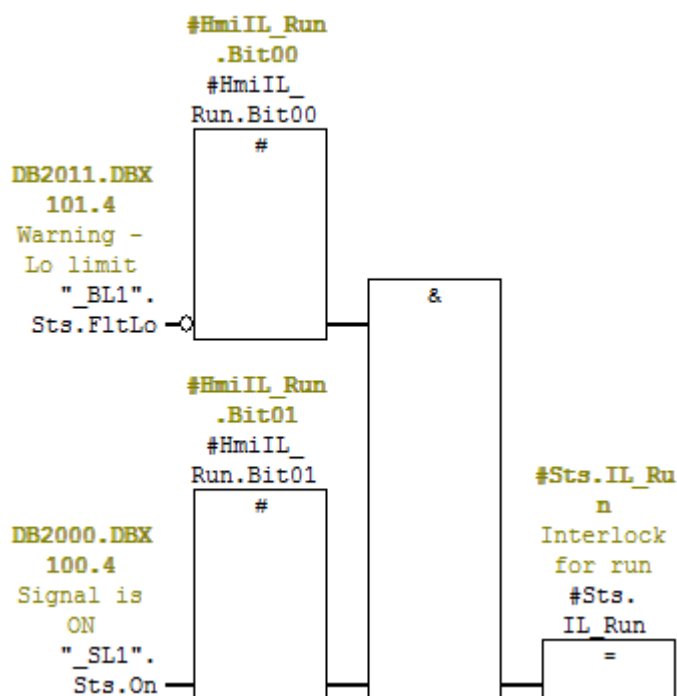 #HmiIL_Run
.Bit00
#HmiIL_
Run.Bit00
#
DB2011.DBX
101.4
Warning -
Lo limit
"_BL1".
Sts.FltLo
&
#HmiIL_Run
.Bit01
#HmiIL_
Run.Bit01
#
DB2000.DBX
100.4
Signal is
ON
"_SL1".
Sts.On
#Sts.IL_Ru
n
Interlock
for run
#Sts.
IL_Run
=